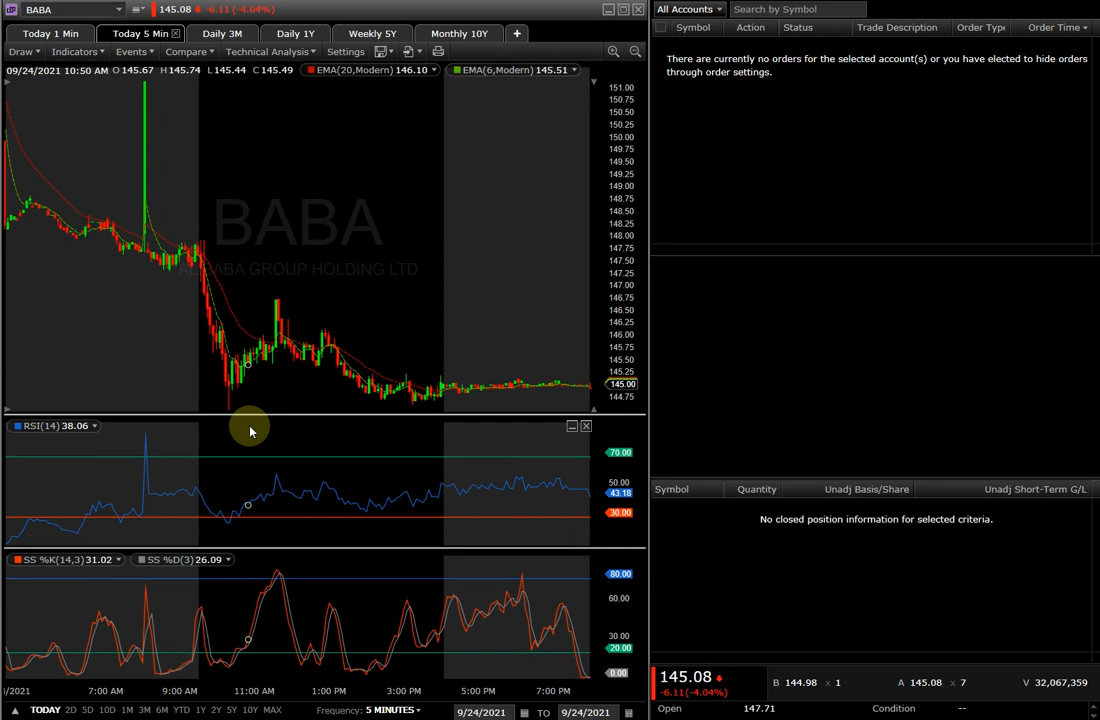 BABA
145.08 -6.11 (-4.04%)
Today 1 Min
Today 5 Min
Daily 3M
Daily 1Y
Weekly 5Y
Monthly 10Y
+
Draw
Indicators
Events
Compare
Technical Analysis
Settings
09/24/2021 10:50 AM O 145.67 H 145.74 L 145.44 C 145.49
EMA(20,Modern) 146.10
EMA(6,Modern) 145.51
BABA
ALIBABA GROUP HOLDING LTD
151.00
150.75
150.50
150.25
150.00
149.75
149.50
149.25
149.00
148.75
148.50
148.25
148.00
147.75
147.50
147.25
147.00
146.75
146.50
146.25
146.00
145.75
145.50
145.25
145.00
144.75
RSI(14) 38.06
70.00
50.00
43.18
30.00
SS %K(14,3) 31.02
SS %D(3) 26.09
80.00
60.00
30.00
20.00
0.00
/2021
7:00 AM
9:00 AM
11:00 AM
1:00 PM
3:00 PM
5:00 PM
7:00 PM
TODAY 2D 5D 10D 1M 3M 6M YTD 1Y 2Y 5Y 10Y MAX
Frequency: 5 MINUTES
9/24/2021 TO 9/24/2021
All Accounts
Search by Symbol
Symbol Action Status Trade Description Order Type Order Time
There are currently no orders for the selected account(s) or you have elected to hide orders
through order settings.
Symbol Quantity Unadj Basis/Share Unadj Short-Term G/L
No closed position information for selected criteria.
145.08
-6.11 (-4.04%)
B 144.98 x 1
A 145.08 x 7
V 32,067,359
Open 147.71
Condition --